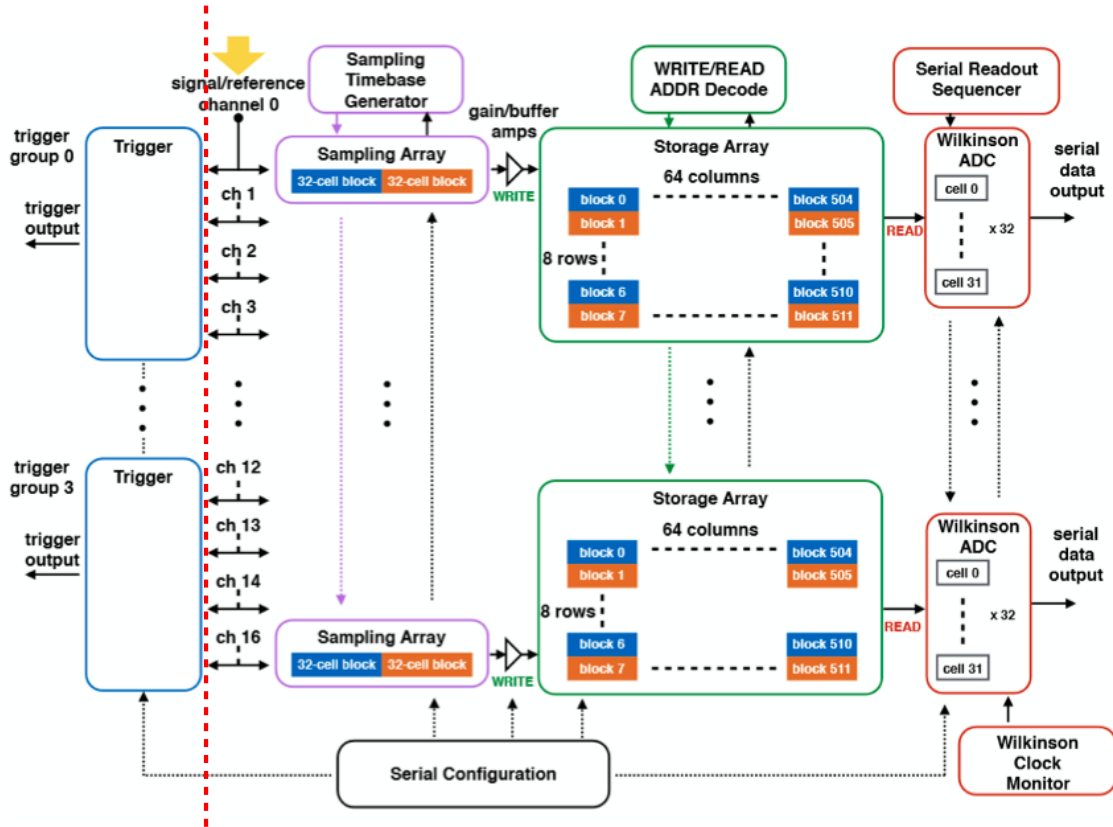 signal/reference
channel 0
Sampling
Timebase
Generator
WRITE/READ
ADDR Decode
Serial Readout
Sequencer
trigger
group 0
Trigger
trigger
output
ch 1
ch 2
ch 3
Sampling Array
32-cell block 32-cell block
gain/buffer
amps
WRITE
Storage Array
64 columns
block 0
block 1
8 rows
block 6
block 7
block 504
block 505
block 510
block 511
READ
Wilkinson
ADC
cell 0
x 32
cell 31
serial
data
output
trigger
group 3
Trigger
trigger
output
ch 12
ch 13
ch 14
ch 16
Sampling Array
32-cell block 32-cell block
WRITE
Storage Array
64 columns
block 0
block 1
8 rows
block 6
block 7
block 504
block 505
block 510
block 511
READ
Wilkinson
ADC
cell 0
x 32
cell 31
serial
data
output
Serial Configuration
Wilkinson
Clock
Monitor